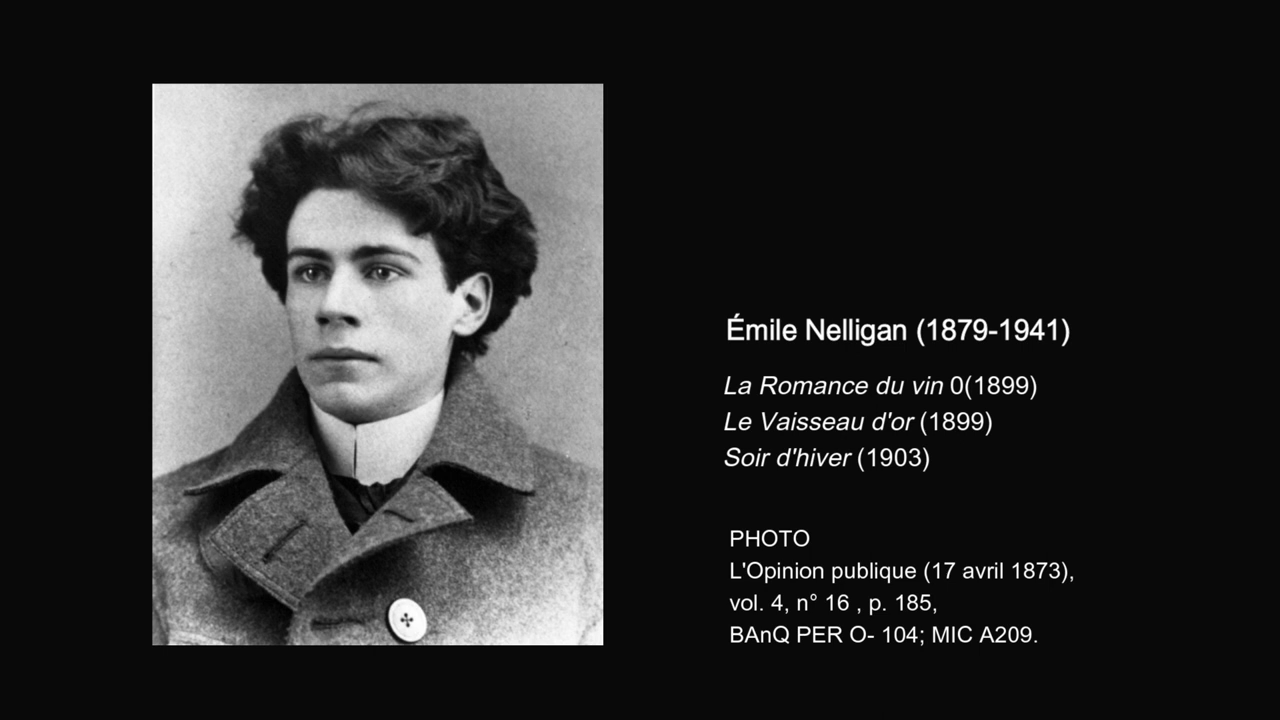 Émile Nelligan (1879-1941)
La Romance du vin 0(1899)
Le Vaisseau d'or (1899)
Soir d'hiver (1903)
PHOTO
L'Opinion publique (17 avril 1873),
vol. 4, n° 16 , p. 185,
BAnQ PER O- 104; MIC A209.